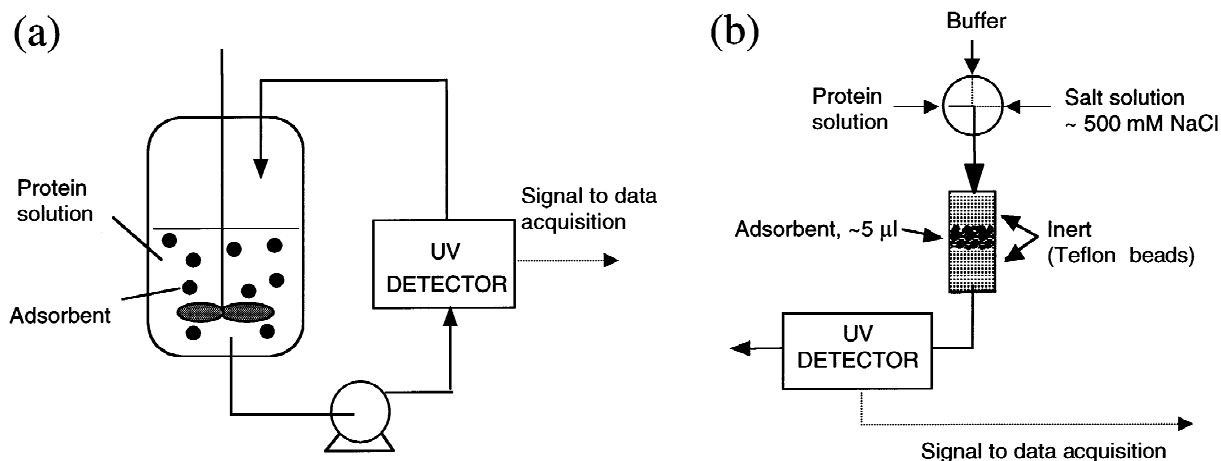 (a)
Protein
solution
Adsorbent
UV
DETECTOR
Signal to data
acquisition
(b)
Buffer
Protein
solution
Salt solution
~ 500 mM NaCl
Adsorbent, ~5 μl
Inert
(Teflon beads)
UV
DETECTOR
Signal to data acquisition